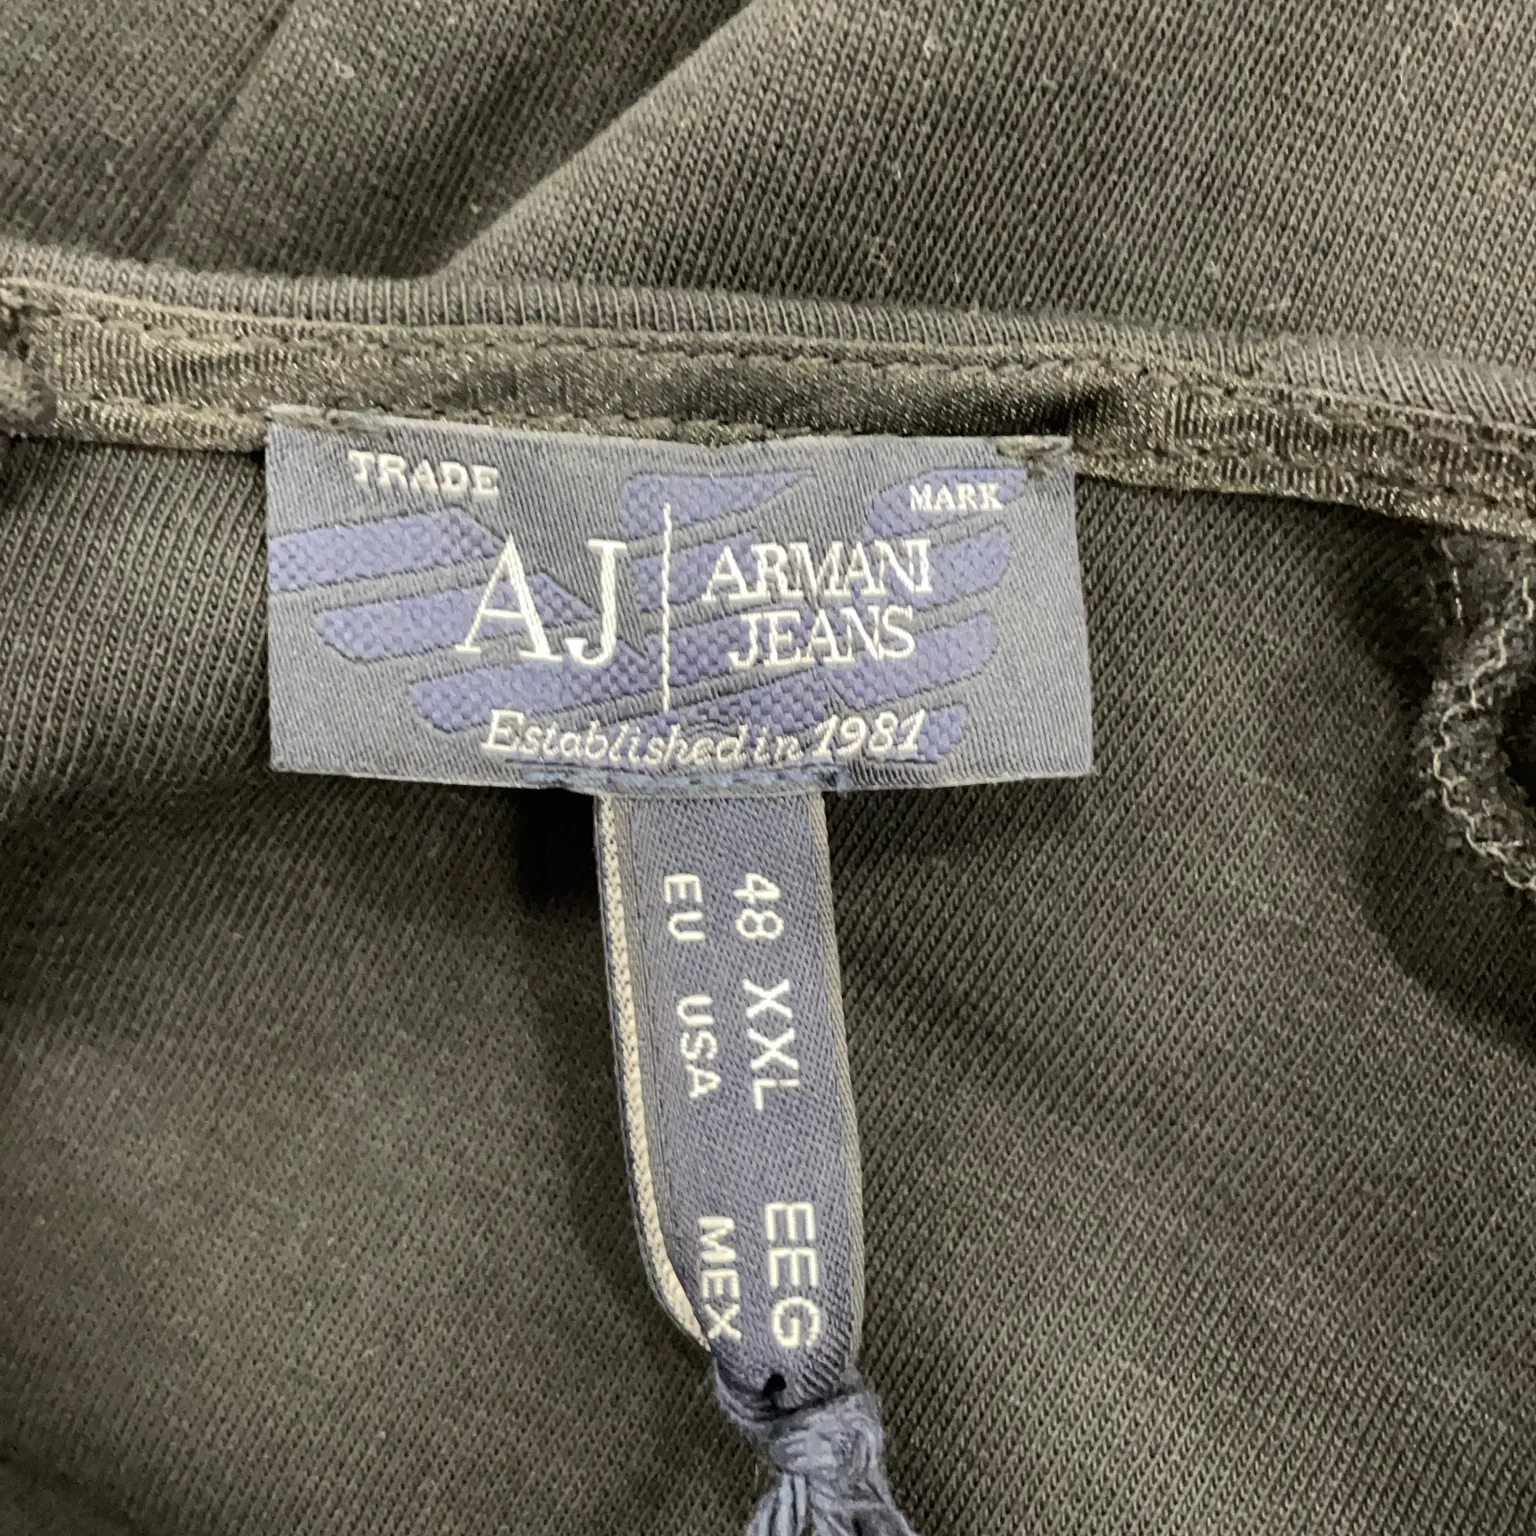 TRADE MARK
AJ ARMANI
JEANS
Established in 1981
48 XXL EEG
EU USA MEX